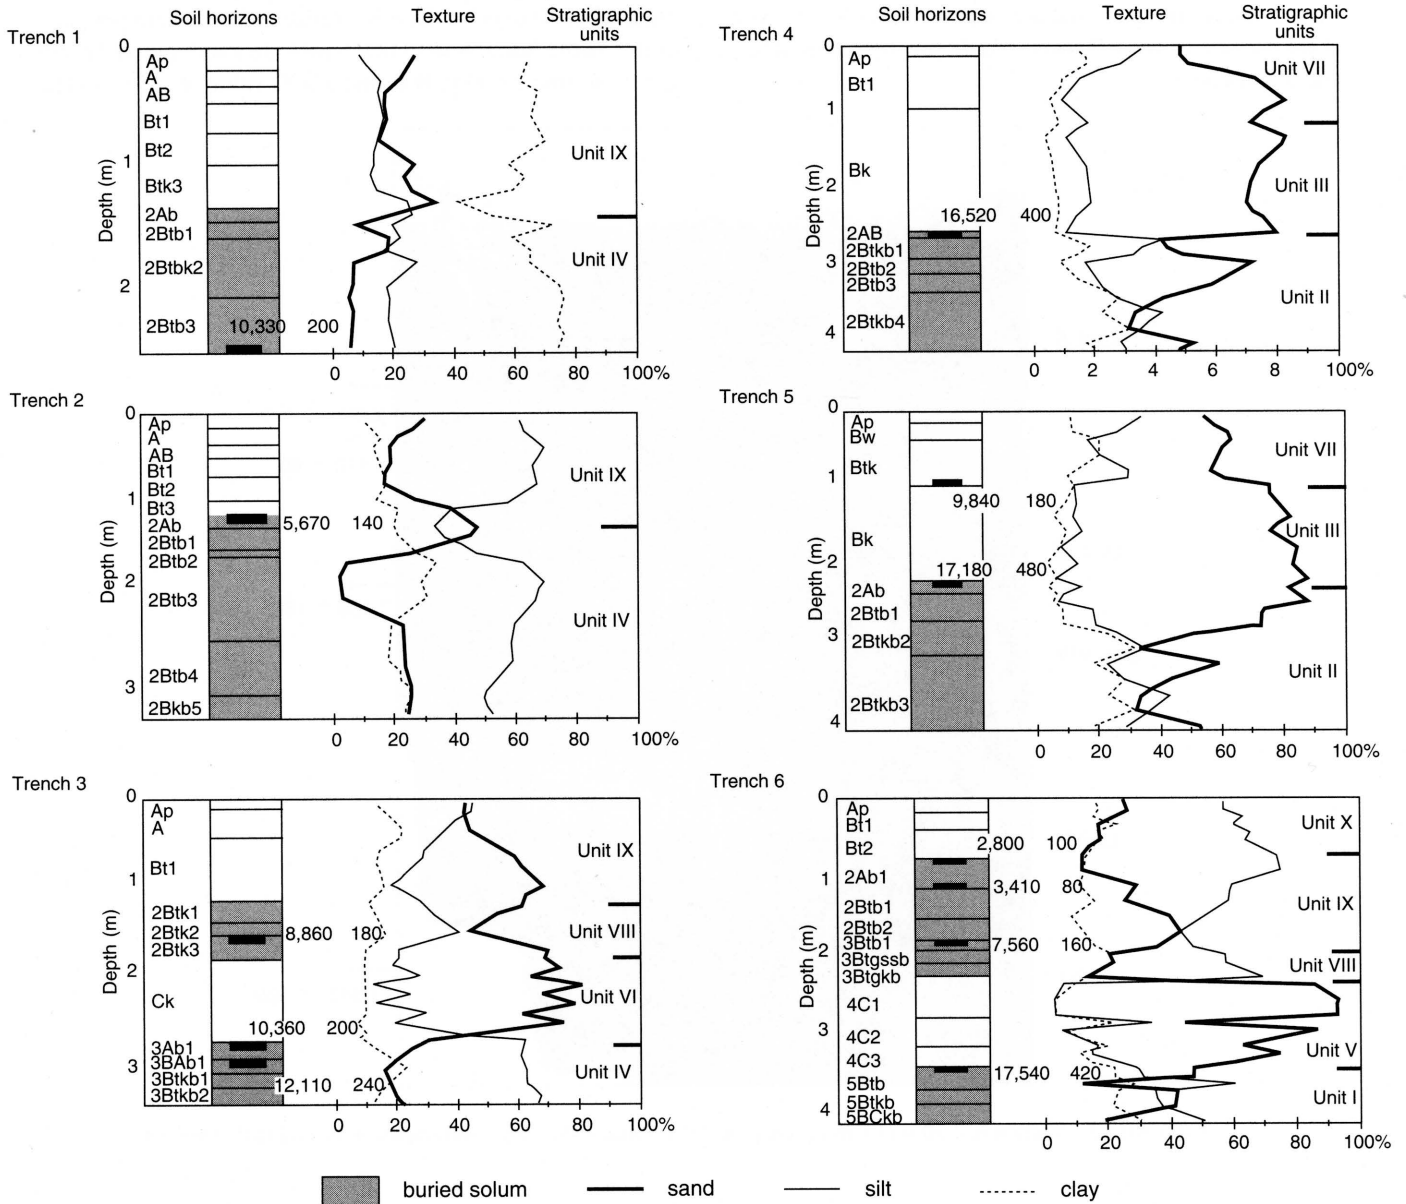 Soil horizons Texture Stratigraphic units
Trench 1
0
Ap
A
AB
Bt1
Bt2
1
Btk3
2Ab
2Btb1
2Btbk2
2
2Btb3
10,330 200
Depth (m)
Unit IX
Unit IV
0 20 40 60 80 100%
Trench 2
0
Ap
A
AB
Bt1
Bt2
1
Bt3
2Ab
5,670 140
2Btb1
2Btb2
2
2Btb3
2Btb4
3
2Bkb5
Depth (m)
Unit IX
Unit IV
0 20 40 60 80 100%
Trench 3
0
Ap
A
Bt1
1
2Btk1
2Btk2
8,860 180
2Btk3
2
Ck
10,360 200
3Ab1
3BAb1
3
3Btkb1
12,110 240
3Btkb2
Depth (m)
Unit IX
Unit VIII
Unit VI
Unit IV
0 20 40 60 80 100%
Soil horizons Texture Stratigraphic units
Trench 4
0
Ap
Bt1
1
Bk
2
16,520 400
2AB
2Btkb1
3
2Btb2
2Btb3
2Btkb4
4
Depth (m)
Unit VII
Unit III
Unit II
0 2 4 6 8 100%
Trench 5
0
Ap
Bw
Btk
1
9,840 180
Bk
2
17,180 480
2Ab
2Btb1
3
2Btkb2
2Btkb3
4
Depth (m)
Unit VII
Unit III
Unit II
0 20 40 60 80 100%
Trench 6
0
Ap
Bt1
Bt2
2,800 100
1
2Ab1
3,410 80
2Btb1
2Btb2
2
3Btb1
7,560 160
3Btgssb
3Btgkb
4C1
3
4C2
4C3
17,540 420
5Btb
5Btkb
4
5BCkb
Depth (m)
Unit X
Unit IX
Unit VIII
Unit V
Unit I
0 20 40 60 80 100%
buried solum sand silt clay